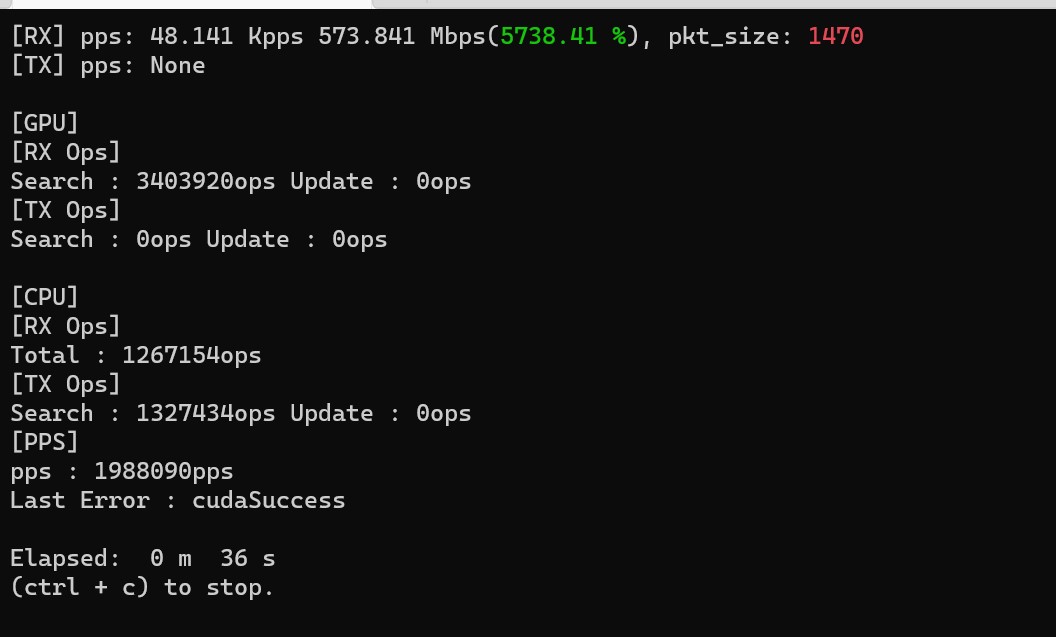 [RX] pps: 48.141 Kpps 573.841 Mbps(5738.41 %), pkt_size: 1470
[TX] pps: None
[GPU]
[RX Ops]
Search : 3403920ops Update : 0ops
[TX Ops]
Search : 0ops Update : 0ops
[CPU]
[RX Ops]
Total : 1267154ops
[TX Ops]
Search : 1327434ops Update : 0ops
[PPS]
pps : 1988090pps
Last Error : cudaSuccess
Elapsed:  0 m  36 s
(ctrl + c) to stop.